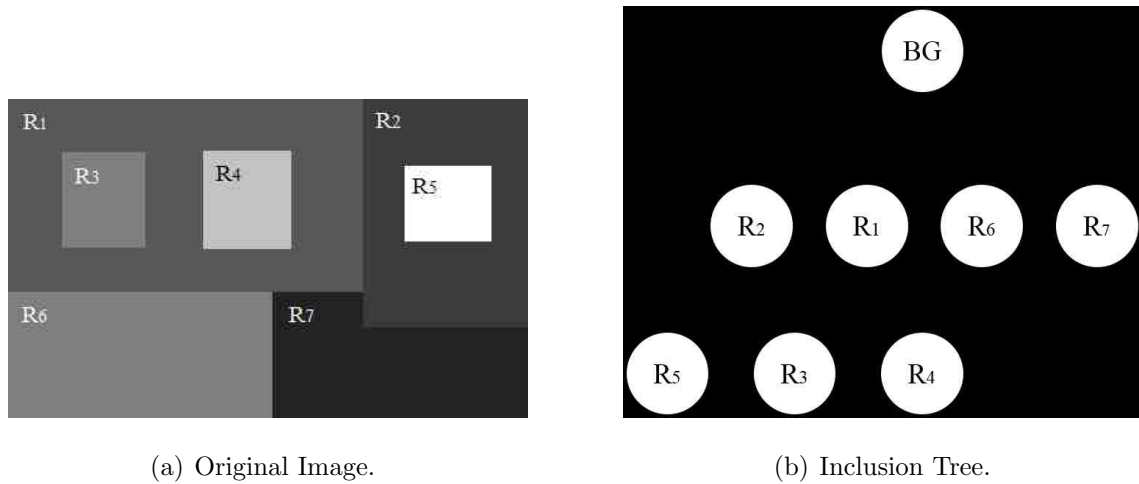 R1
R2
R3
R4
R5
R6
R7
(a) Original Image.
BG
R2 R1 R6 R7
R5 R3 R4
(b) Inclusion Tree.